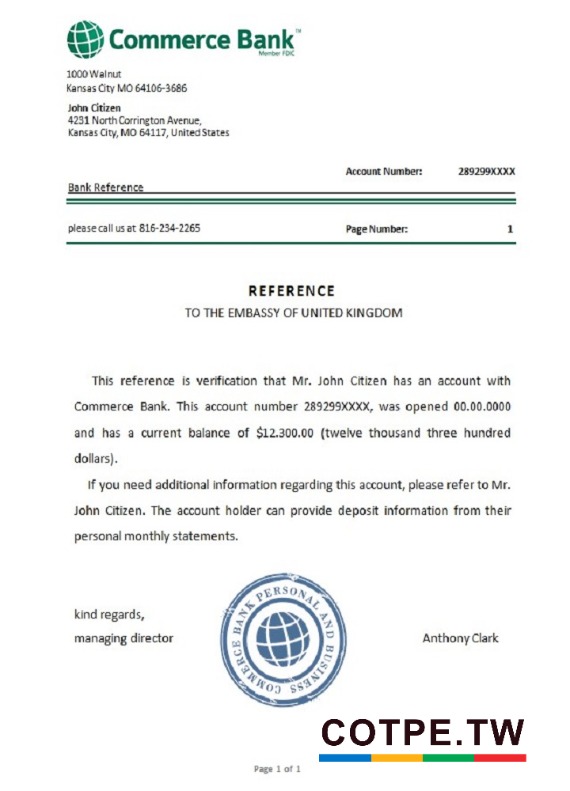 Commerce Bank™
Member FDIC
1000 Walnut
Kansas City MO 64106-3686
John Citizen
4231 North Corrington Avenue,
Kansas City, MO 64117, United States
Account Number: 289299XXXX
Bank Reference
please call us at 816-234-2265
Page Number: 1
REFERENCE
TO THE EMBASSY OF UNITED KINGDOM
This reference is verification that Mr. John Citizen has an account with
Commerce Bank. This account number 289299XXXX, was opened 00.00.0000
and has a current balance of $12.300.00 (twelve thousand three hundred
dollars).
If you need additional information regarding this account, please refer to Mr.
John Citizen. The account holder can provide deposit information from their
personal monthly statements.
kind regards,
managing director
COMMERCE BANK PERSONAL AND BUSINESS
Anthony Clark
COTPE.TW
Page 1 of 1